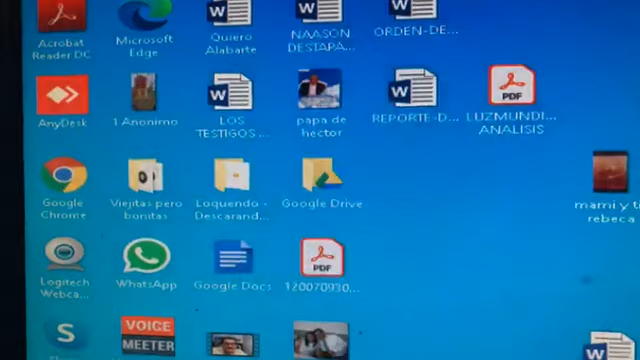 Acrobat
Reader DC
Microsoft
Edge
Quiero
Alabarte
NAASON
DESTAPA...
ORDEN-DE...
AnyDesk
1 Anonimo
LOS
TESTIGOS ...
papa de
hector
REPORTE-D...
PDF
LUZMUNDI...
ANALISIS
Google
Chrome
Viejitas pero
bonitas
Loquendo -
Descarand...
Google Drive
mami y ti
rebeca
Logitech
Webca...
WhatsApp
Google Docs
PDF
120070930...
VOICE
MEETER